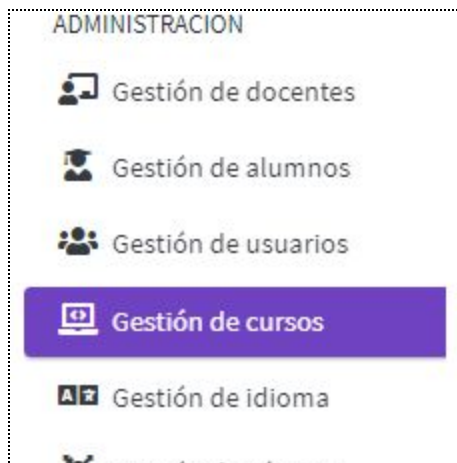 ADMINISTRACION
Gestión de docentes
Gestión de alumnos
Gestión de usuarios
Gestión de cursos
Gestión de idioma